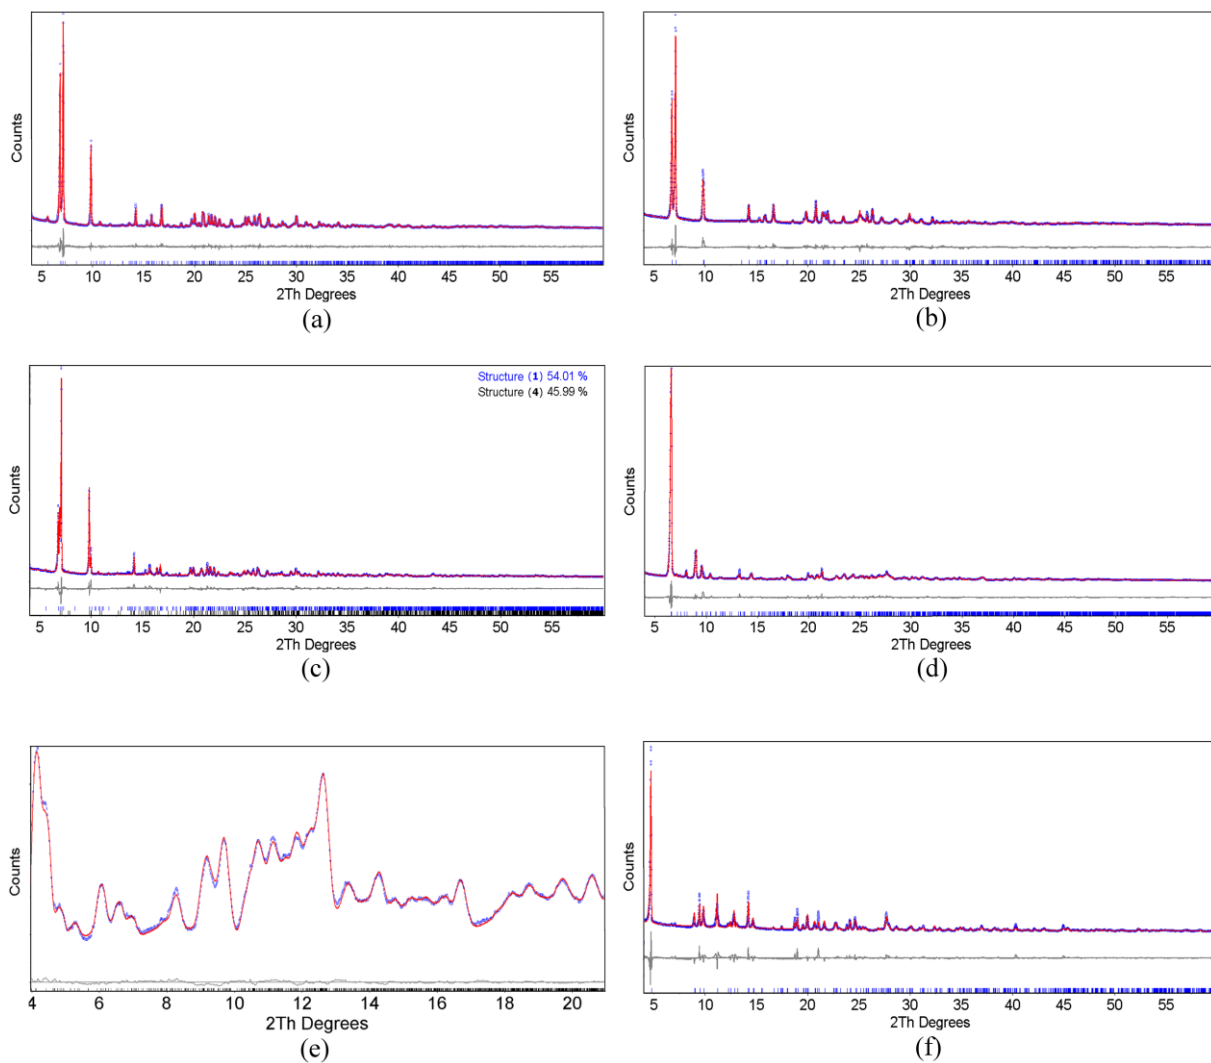 Counts
5 10 15 20 25 30 35 40 45 50 55
2Th Degrees
(a)
Counts
5 10 15 20 25 30 35 40 45 50 55
2Th Degrees
(b)
Structure (1) 54.01 %
Structure (4) 45.99 %
Counts
5 10 15 20 25 30 35 40 45 50 55
2Th Degrees
(c)
Counts
5 10 15 20 25 30 35 40 45 50 55
2Th Degrees
(d)
Counts
4 6 8 10 12 14 16 18 20
2Th Degrees
(e)
Counts
5 10 15 20 25 30 35 40 45 50 55
2Th Degrees
(f)